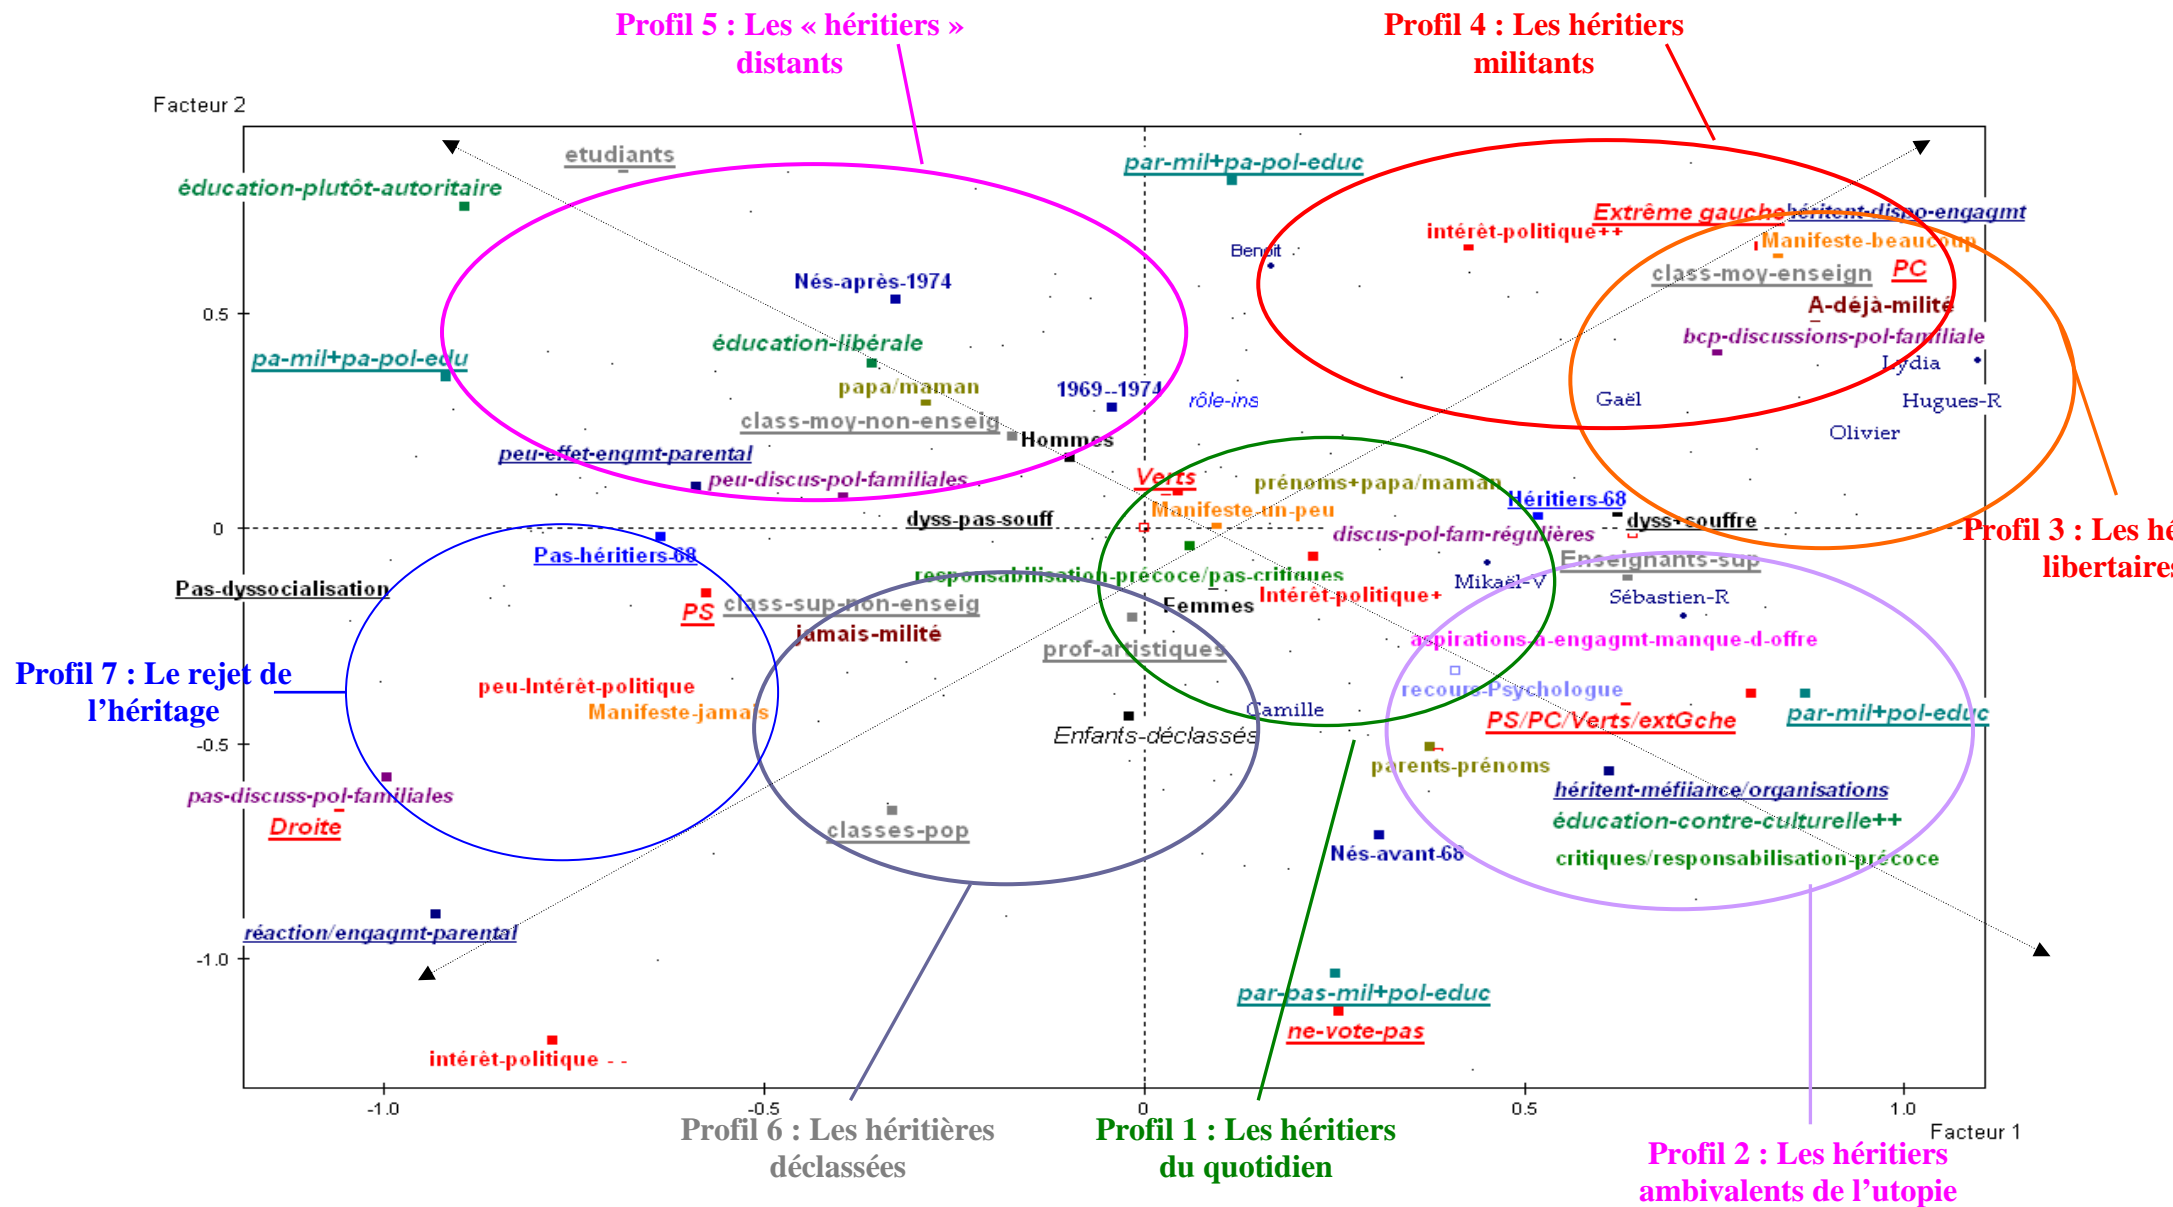 Profil 5 : Les « héritiers »
distants
Profil 4 : Les héritiers
militants
Facteur 2
etudiants
par-mil+pa-pol-educ
éducation-plutôt-autoritaire
Extrême gauche
héritent-dispo-engagmt
intérêt-politique++
Manifeste-beaucoup
Benoit
class-moy-enseign
PC
Nés-après-1974
A-déjà-milité
0.5
bcp-discussions-pol-familiale
éducation-libérale
pa-mil+pa-pol-edu
Lydia
papa/maman
1969--1974
rôle-ins
Gaël
Hugues-R
class-moy-non-enseig
Hommes
Olivier
peu-effet-engmt-parental
peu-discus-pol-familiales
Verts
prénoms+papa/maman
Héritiers-68
Manifeste-un-peu
dyss-pas-souff
dyss+souffre
0
discus-pol-fam-régulières
Profil 3 : Les hé
libertaires
Pas-héritiers-68
Enseignants-sup
responsabilisation-précoce/pas-critiques
Mikaël-V
Pas-dyssocialisation
Intérêt-politique+
Sébastien-R
PS
class-sup-non-enseig
Femmes
jamais-milité
aspirations-à-engagmt-manque-d-offre
prof-artistiques
Profil 7 : Le rejet de
l’héritage
peu-Intérêt-politique
recours-Psychologue
Manifeste-jamais
Camille
PS/PC/Verts/extGche
par-mil+pol-educ
Enfants-déclassés
-0.5
parents-prénoms
pas-discuss-pol-familiales
héritent-méfiiance/organisations
Droite
classes-pop
éducation-contre-culturelle++
Nés-avant-68
critiques/responsabilisation-précoce
réaction/engagmt-parental
-1.0
par-pas-mil+pol-educ
ne-vote-pas
intérêt-politique - -
-1.0
-0.5
0
0.5
1.0
Facteur 1
Profil 6 : Les héritières
déclassées
Profil 1 : Les héritiers
du quotidien
Profil 2 : Les héritiers
ambivalents de l’utopie